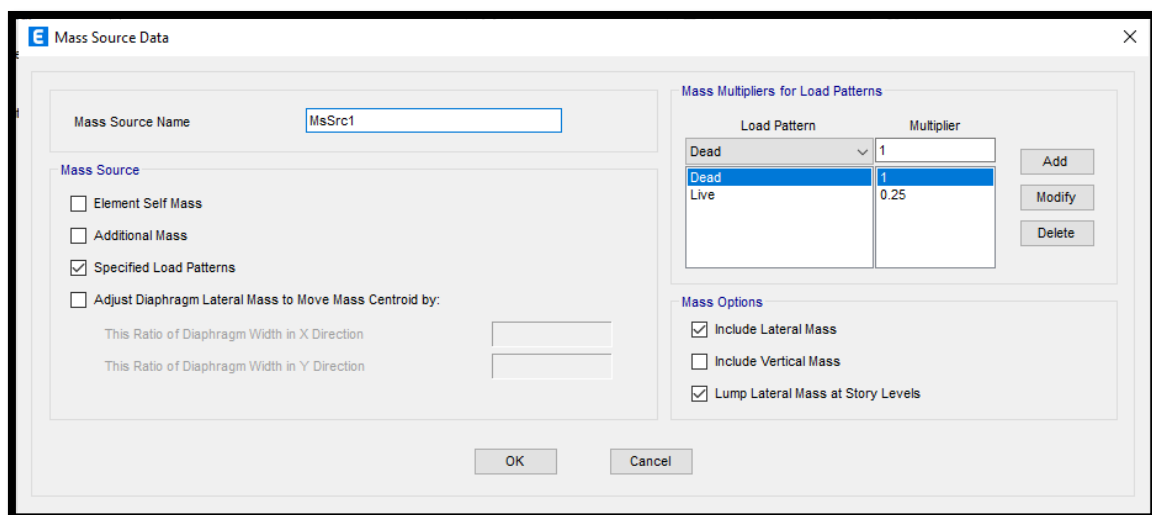 E Mass Source Data
Mass Source Name MsSrc1
Mass Source
Element Self Mass
Additional Mass
Specified Load Patterns
Adjust Diaphragm Lateral Mass to Move Mass Centroid by:
This Ratio of Diaphragm Width in X Direction
This Ratio of Diaphragm Width in Y Direction
Mass Multipliers for Load Patterns
Load Pattern Multiplier
Dead 1
Dead 1
Live 0.25
Add
Modify
Delete
Mass Options
Include Lateral Mass
Include Vertical Mass
Lump Lateral Mass at Story Levels
OK Cancel